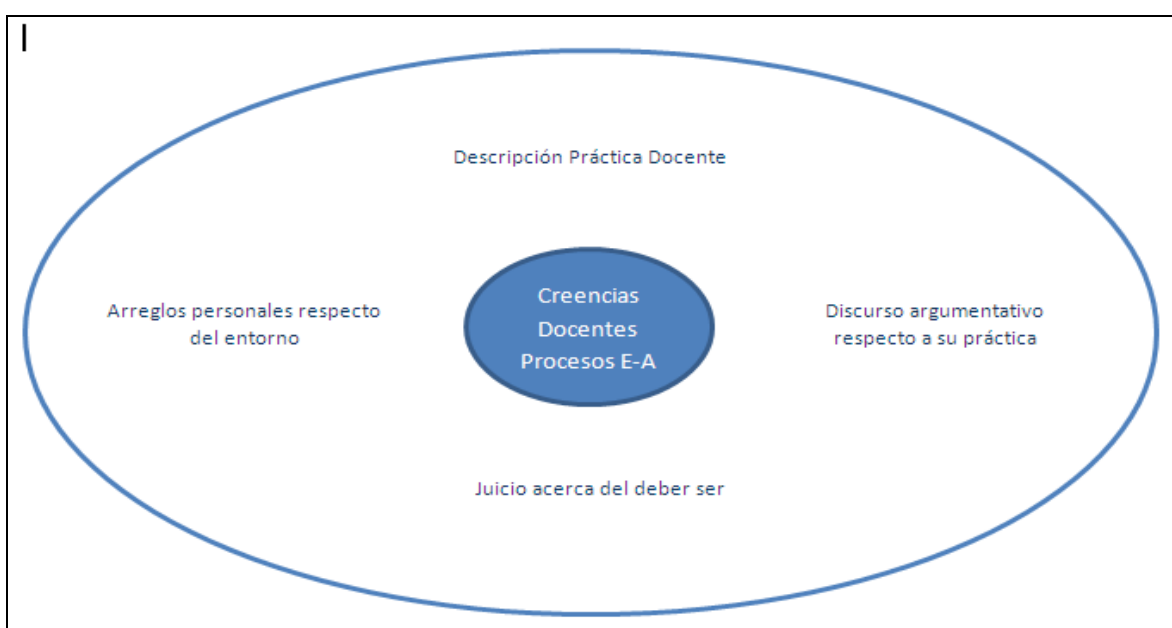 Descripción Práctica Docente
Arreglos personales respecto
del entorno
Creencias
Docentes
Procesos E-A
Discurso argumentativo
respecto a su práctica
Juicio acerca del deber ser